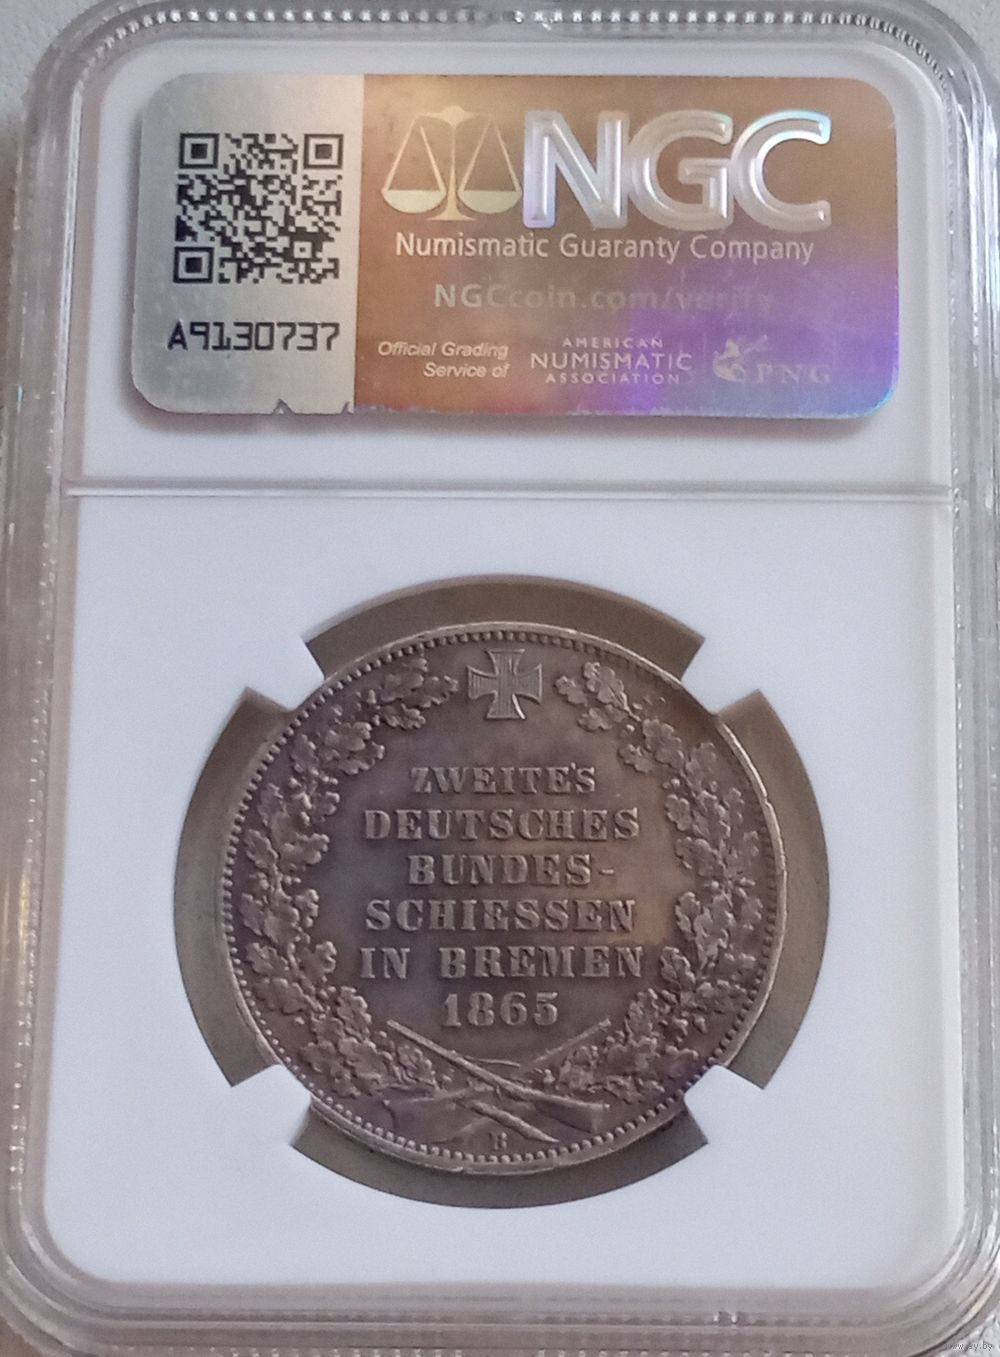 NGC
Numismatic Guaranty Company
NGCcoin.com/verify
A9130737
Official Grading
Service of
AMERICAN
NUMISMATIC
ASSOCIATION
PNG
ZWEITES
DEUTSCHES
BUNDES-
SCHIESSEN
IN BREMEN
1865
B